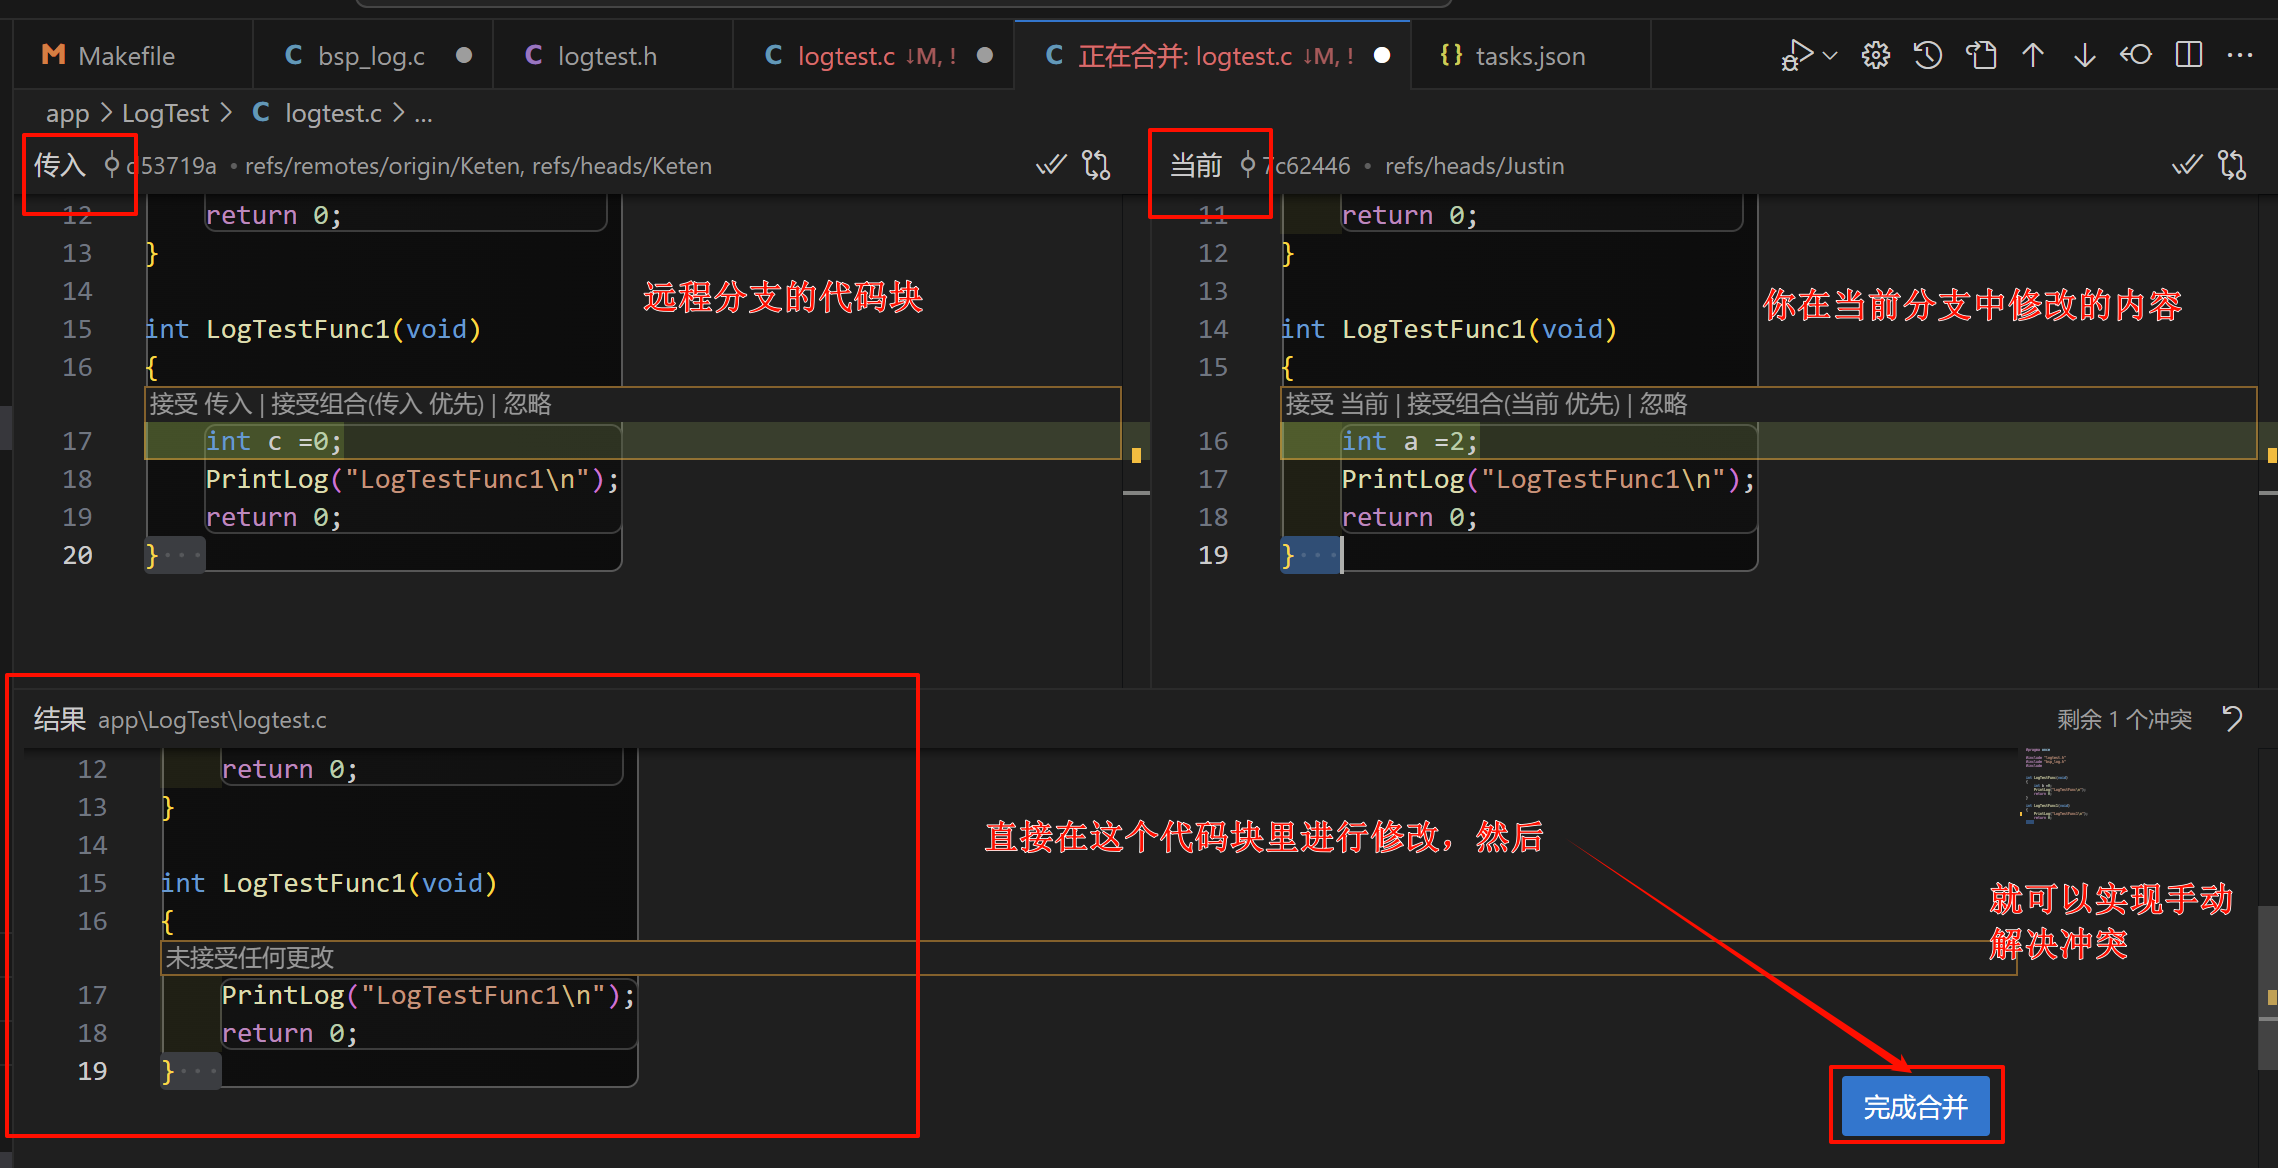 Makefile
bsp_log.c
logtest.h
logtest.c ↓M, !
正在合并: logtest.c ↓M, !
tasks.json
app > LogTest > C logtest.c > ...
传入 d53719a • refs/remotes/origin/Keten, refs/heads/Keten
12 return 0;
13 }
14
15 int LogTestFunc1(void)
16 {
接受 传入 | 接受组合(传入 优先) | 忽略
17 int c =0;
18 PrintLog("LogTestFunc1\n");
19 return 0;
20 }
远程分支的代码块
当前 7c62446 • refs/heads/Justin
11 return 0;
12 }
13
14 int LogTestFunc1(void)
15 {
接受 当前 | 接受组合(当前 优先) | 忽略
16 int a =2;
17 PrintLog("LogTestFunc1\n");
18 return 0;
19 }
你在当前分支中修改的内容
结果 app\LogTest\logtest.c
剩余 1 个冲突
12 return 0;
13 }
14
15 int LogTestFunc1(void)
16 {
未接受任何更改
17 PrintLog("LogTestFunc1\n");
18 return 0;
19 }
直接在这个代码块里进行修改，然后
就可以实现手动
解决冲突
完成合并